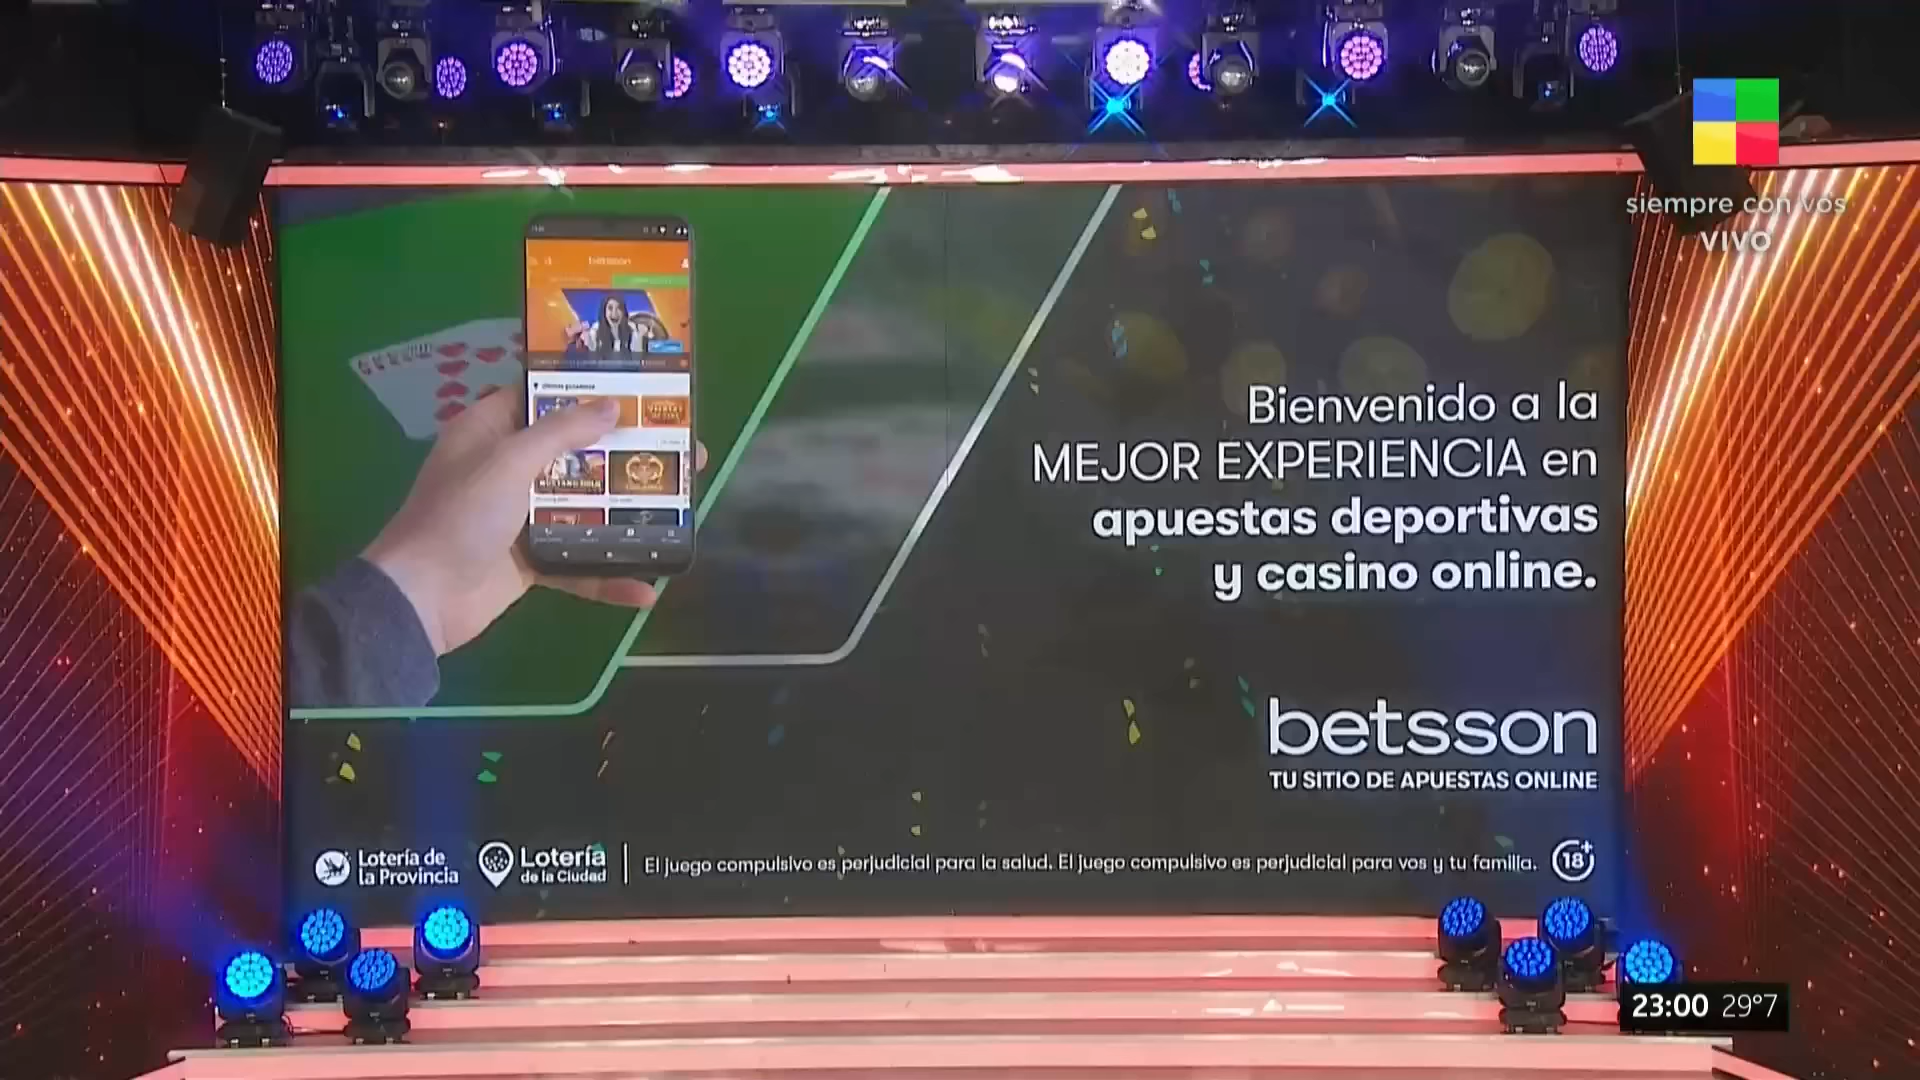 siempre con vos
VIVO
betsson
Bienvenido a la
MEJOR EXPERIENCIA en
apuestas deportivas
y casino online.
betsson
TU SITIO DE APUESTAS ONLINE
Lotería de
la Provincia
Lotería
de la Ciudad
El juego compulsivo es perjudicial para la salud. El juego compulsivo es perjudicial para vos y tu familia.
18+
23:00 29°7